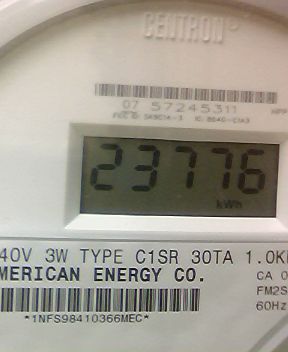 CENTRON®
07 57245311
23776
kWh
40V 3W TYPE C1SR 30TA 1.0K
MERICAN ENERGY CO.
CA 0
FM2S
60Hz
*1NFS98410366MEC*